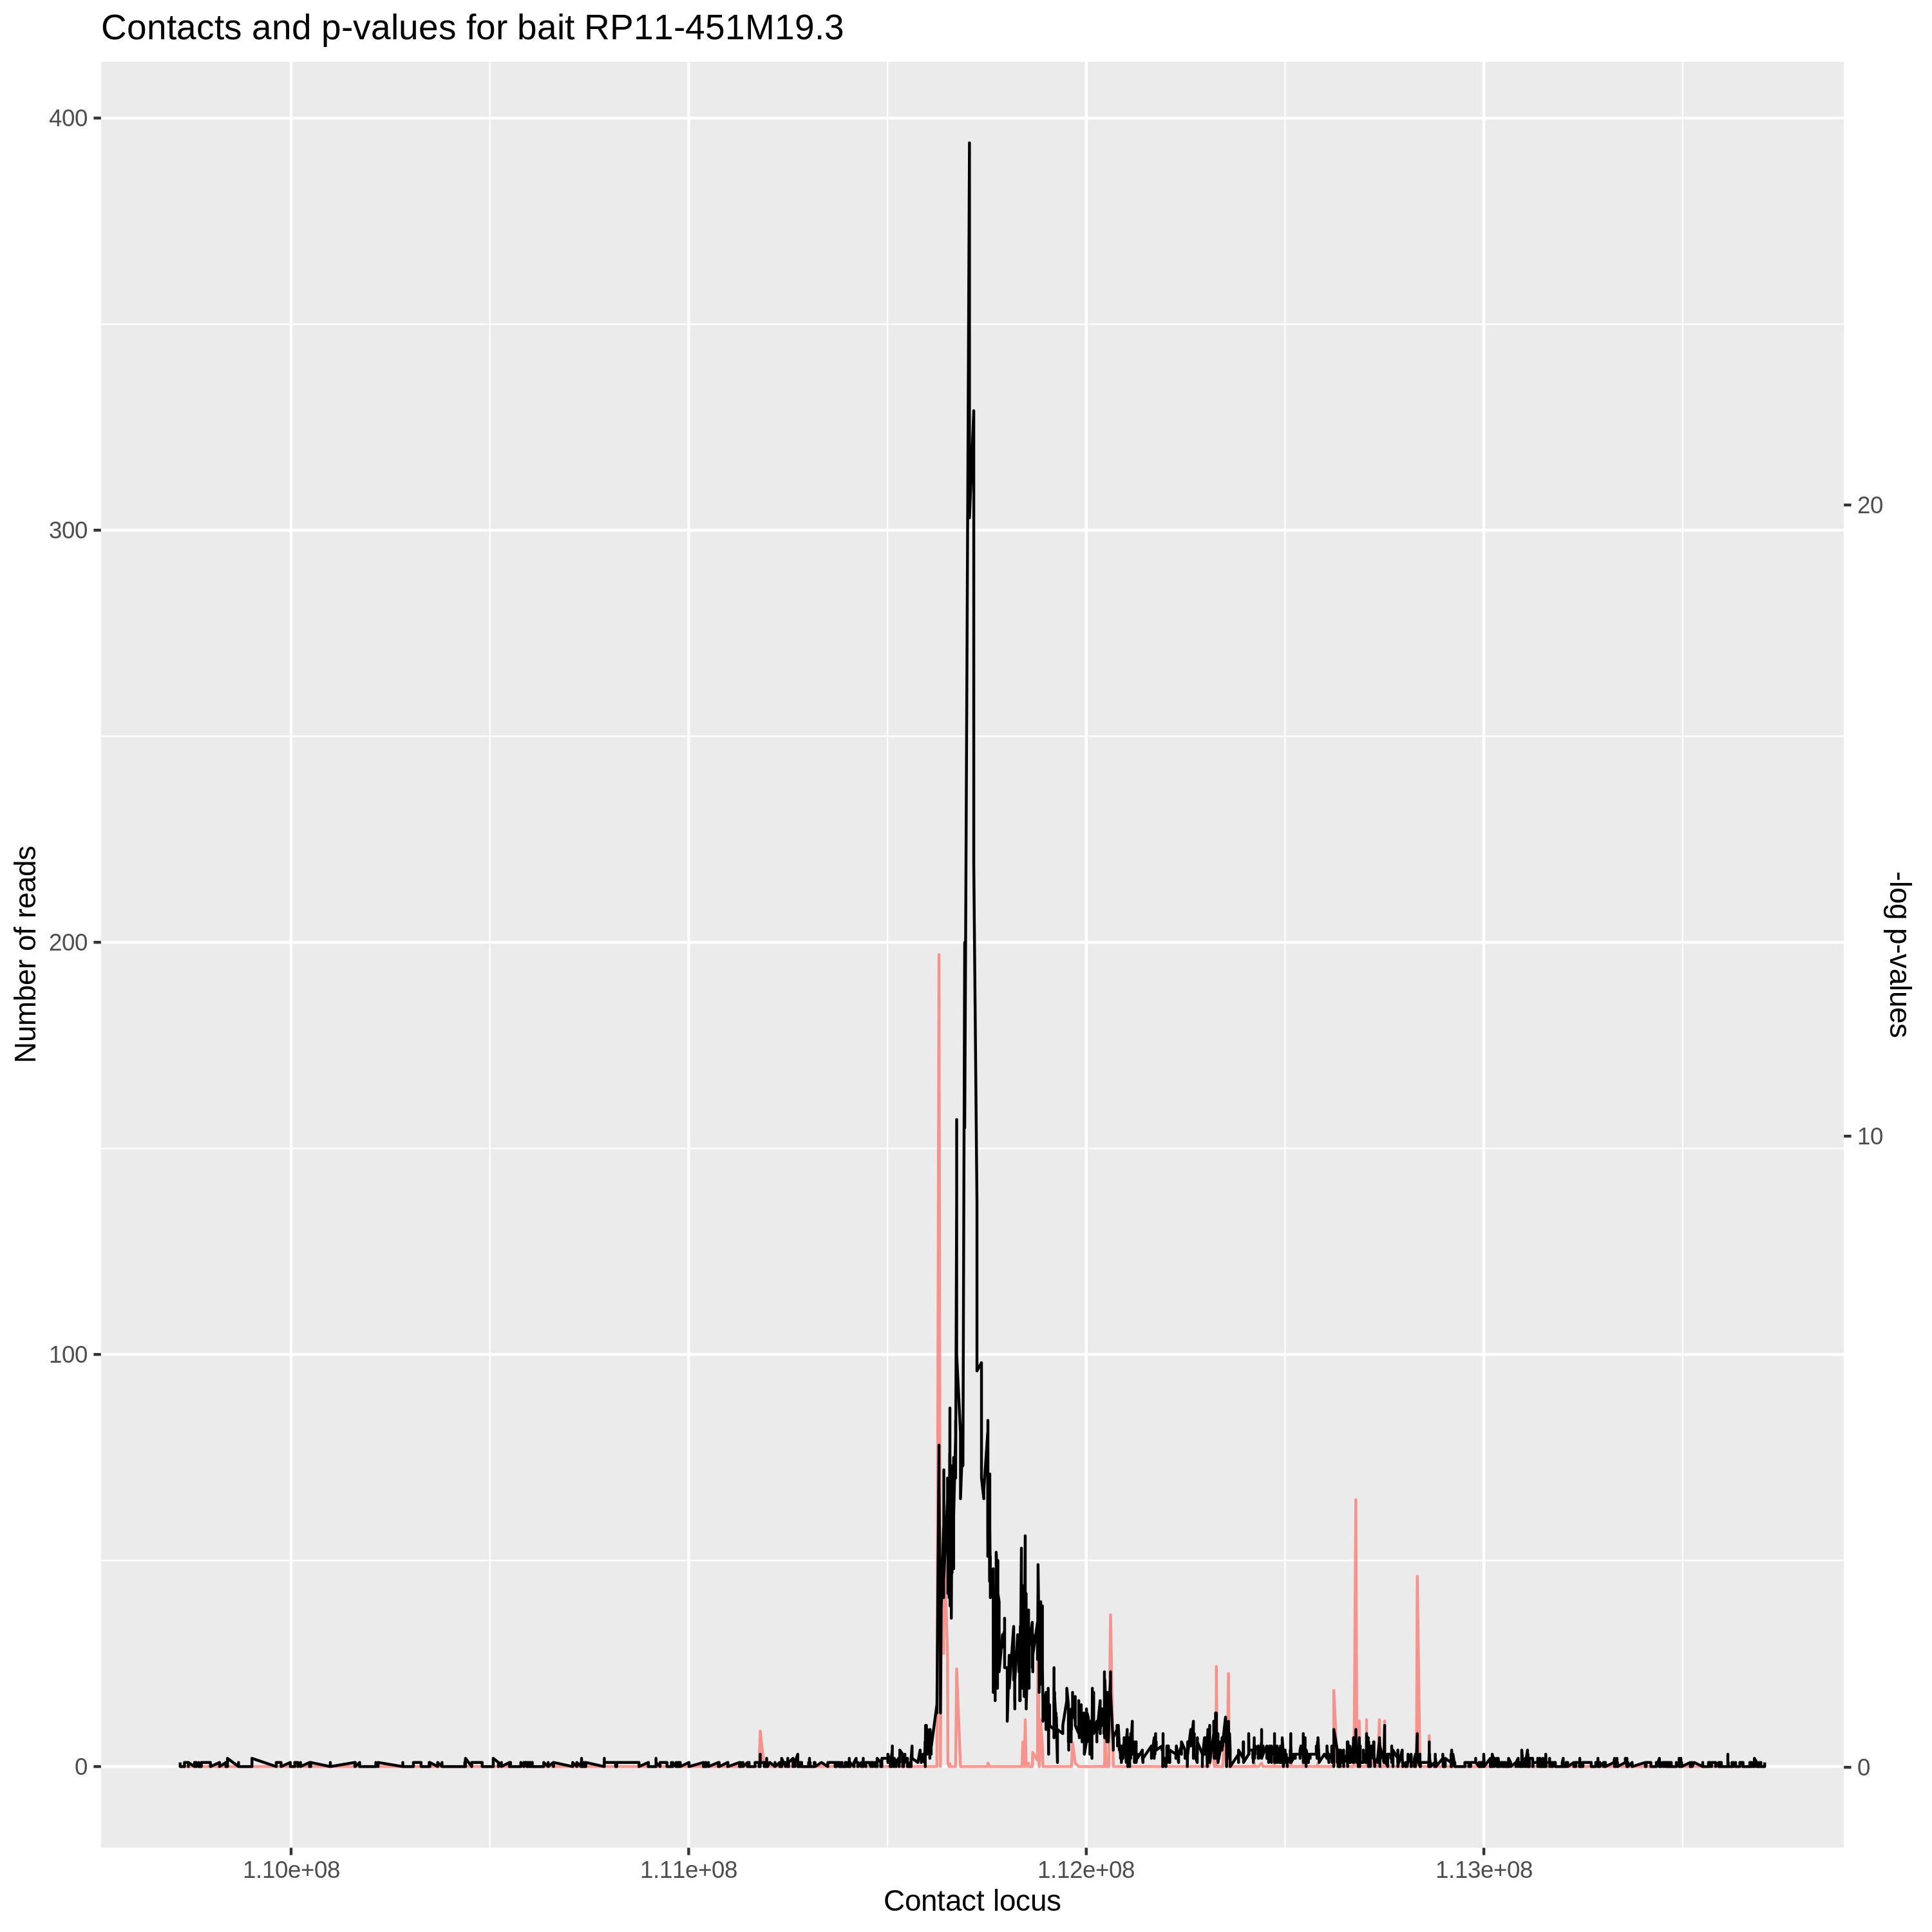 Contacts and p-values for bait RP11-451M19.3
400
300
200
100
0
Number of reads
20
10
0
-log p-values
1.10e+08
1.11e+08
1.12e+08
1.13e+08
Contact locus